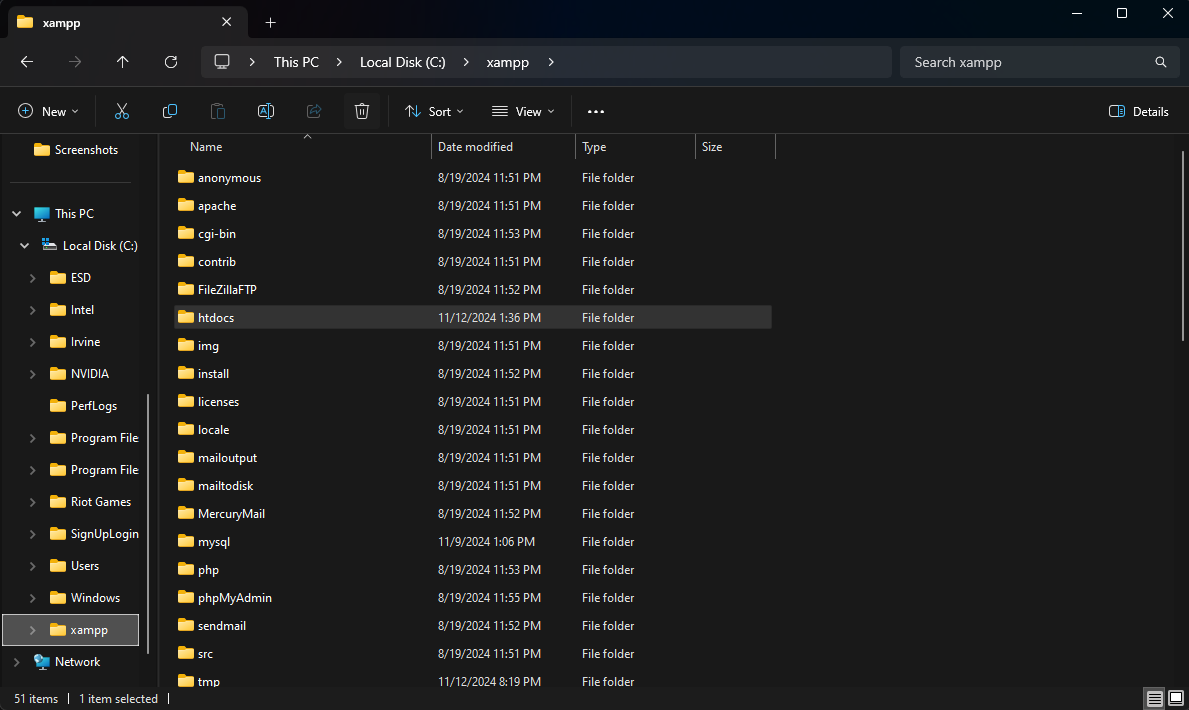 xampp
This PC > Local Disk (C:) > xampp >
Search xampp
New
Sort
View
Details
Screenshots
This PC
Local Disk (C:)
ESD
Intel
Irvine
NVIDIA
PerfLogs
Program File
Program File
Riot Games
SignUpLogin
Users
Windows
xampp
Network
Name Date modified Type Size
anonymous 8/19/2024 11:51 PM File folder
apache 8/19/2024 11:51 PM File folder
cgi-bin 8/19/2024 11:53 PM File folder
contrib 8/19/2024 11:51 PM File folder
FileZillaFTP 8/19/2024 11:52 PM File folder
htdocs 11/12/2024 1:36 PM File folder
img 8/19/2024 11:51 PM File folder
install 8/19/2024 11:52 PM File folder
licenses 8/19/2024 11:51 PM File folder
locale 8/19/2024 11:51 PM File folder
mailoutput 8/19/2024 11:51 PM File folder
mailtodisk 8/19/2024 11:51 PM File folder
MercuryMail 8/19/2024 11:52 PM File folder
mysql 11/9/2024 1:06 PM File folder
php 8/19/2024 11:53 PM File folder
phpMyAdmin 8/19/2024 11:55 PM File folder
sendmail 8/19/2024 11:52 PM File folder
src 8/19/2024 11:51 PM File folder
tmp 11/12/2024 8:19 PM File folder
51 items | 1 item selected |